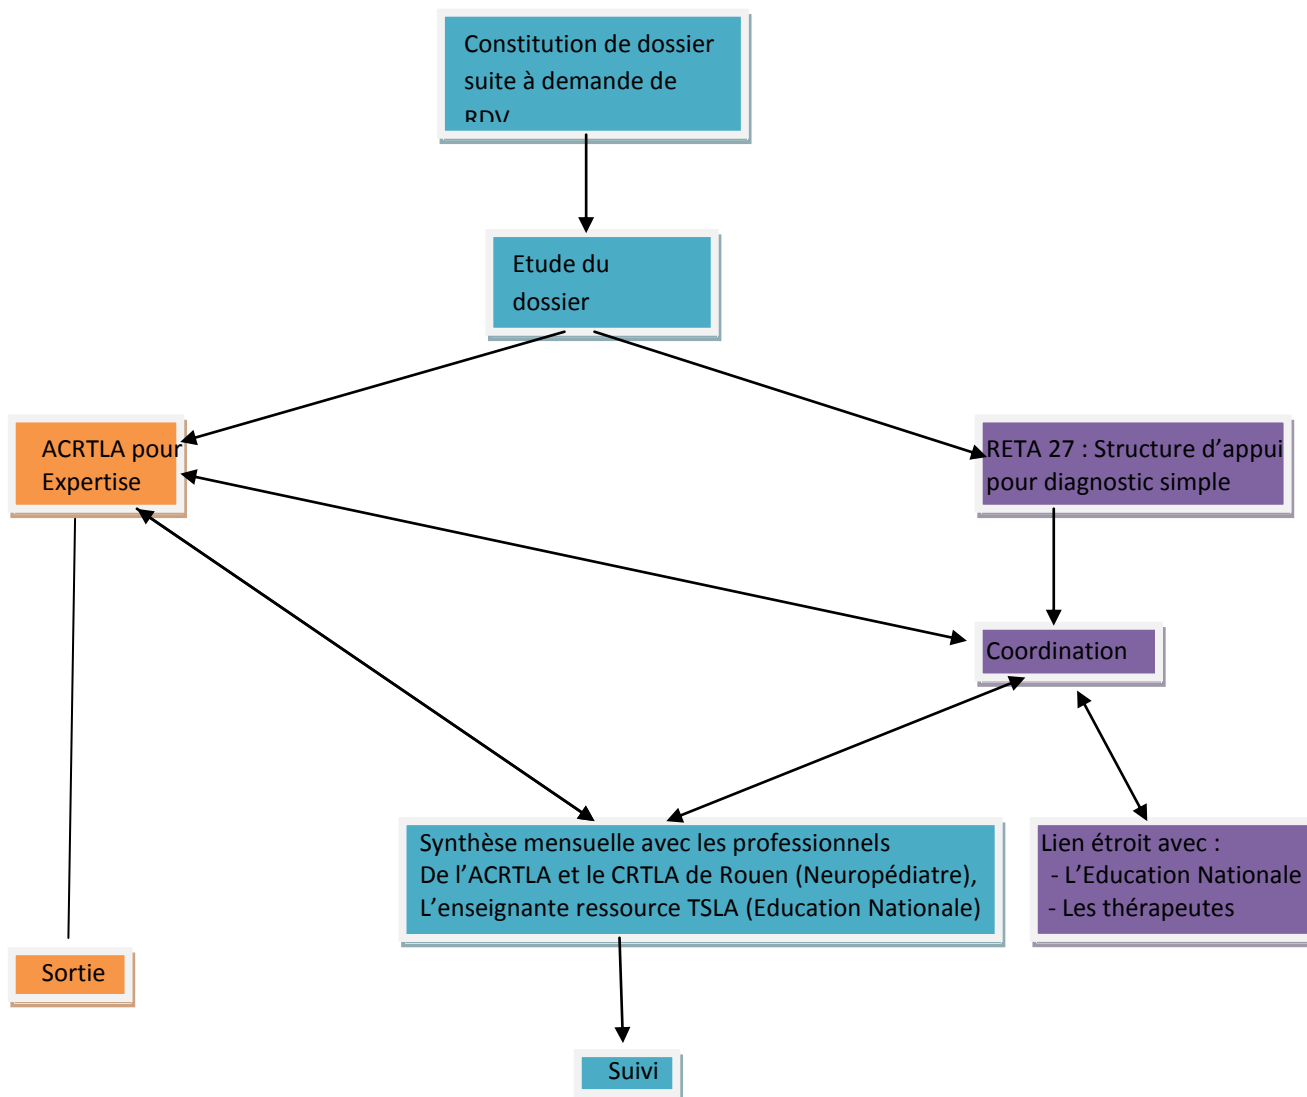 Constitution de dossier
suite à demande de
RDV
Etude du
dossier
ACRTLA pour
Expertise
RETA 27 : Structure d’appui
pour diagnostic simple
Coordination
Synthèse mensuelle avec les professionnels
De l’ACRTLA et le CRTLA de Rouen (Neuropédiatre),
L’enseignante ressource TSLA (Education Nationale)
Lien étroit avec :
- L’Education Nationale
- Les thérapeutes
Sortie
Suivi